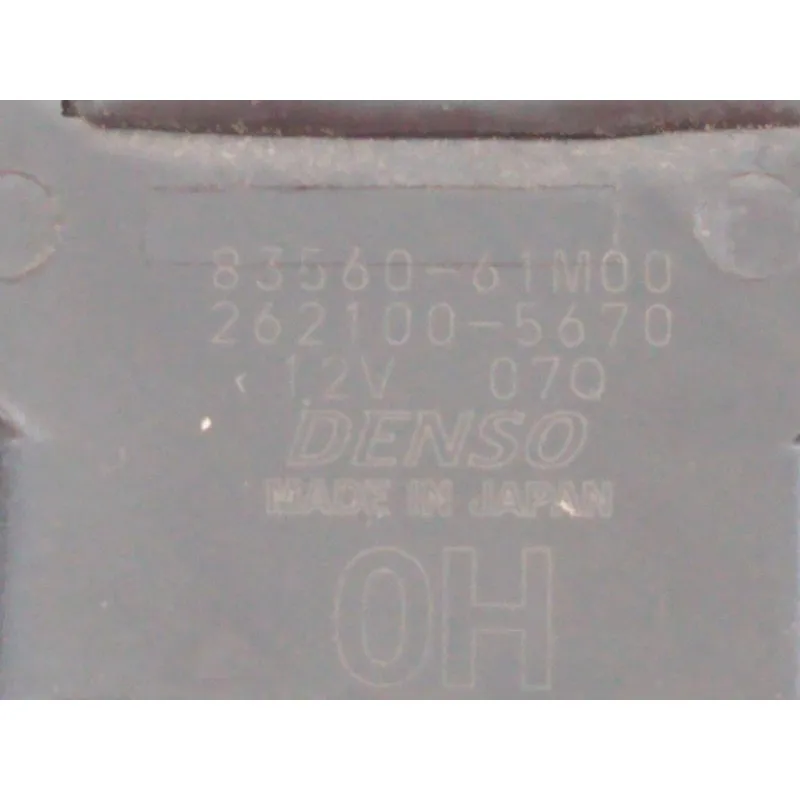 83560-61M00
262100-5670
12V 07Q
DENSO
MADE IN JAPAN
0H